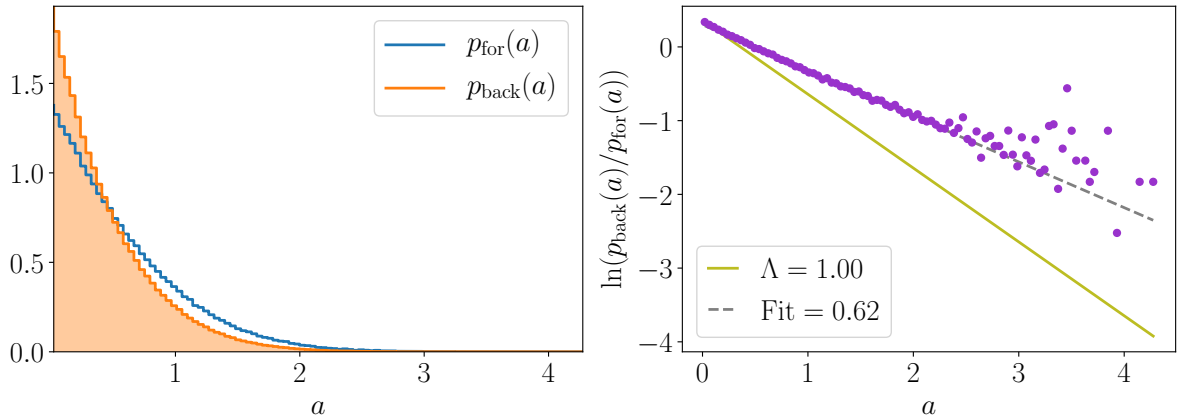 1.5
1.0
0.5
0.0
1
2
3
4
a
p_for(a)
p_back(a)
ln(p_back(a)/p_for(a))
0
−1
−2
−3
−4
0
1
2
3
4
a
Λ = 1.00
Fit = 0.62